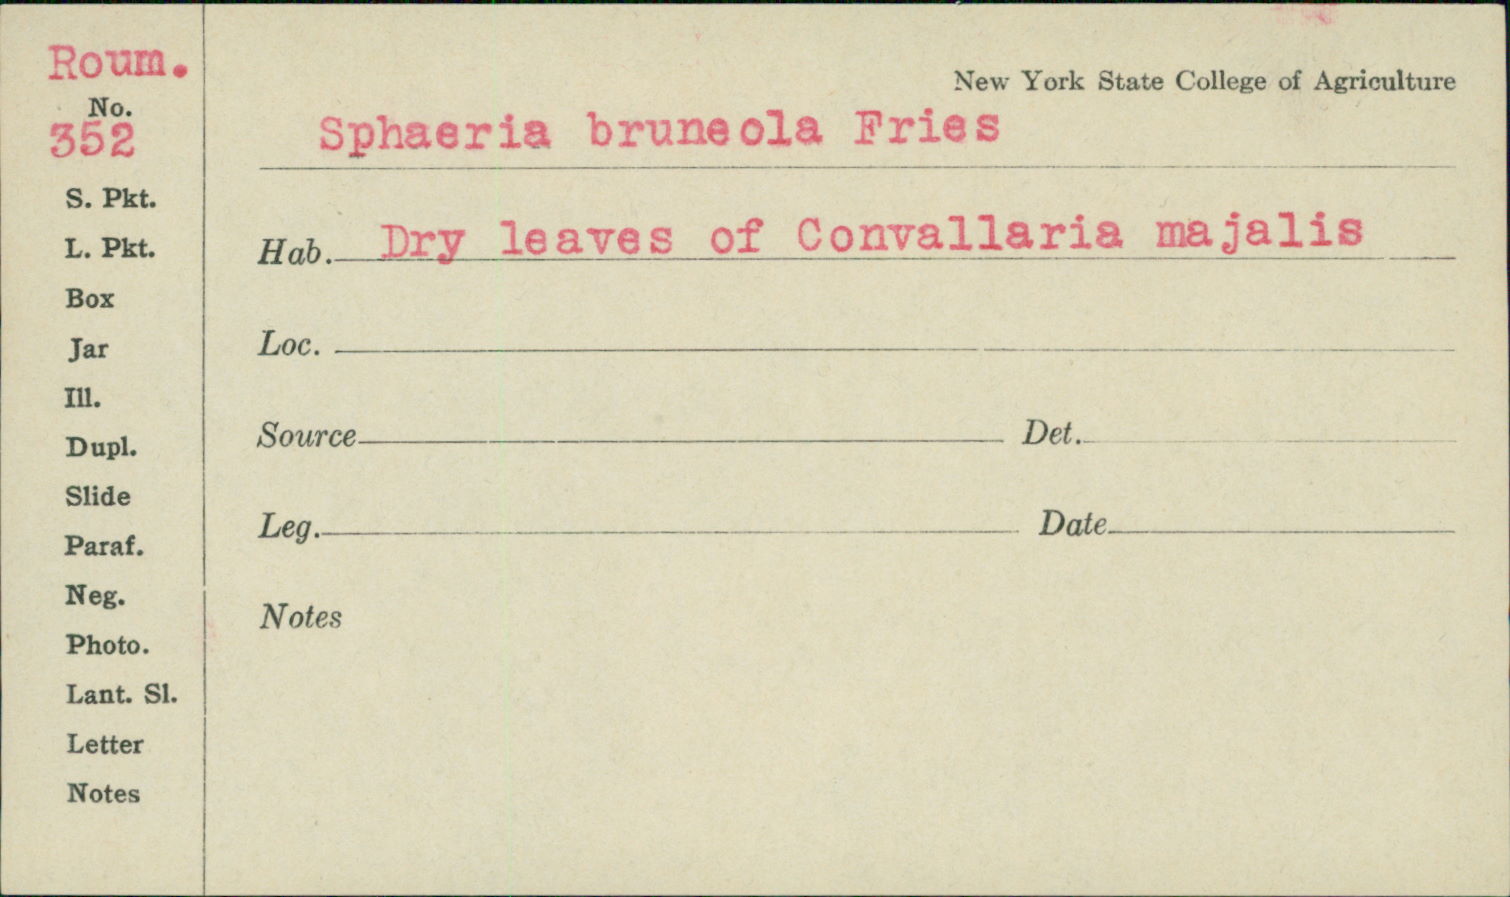 Roum.
No.
352
S. Pkt.
L. Pkt.
Box
Jar
Ill.
Dupl.
Slide
Paraf.
Neg.
Photo.
Lant. Sl.
Letter
Notes
New York State College of Agriculture
Sphaeria bruneola Fries
Hab. Dry leaves of Convallaria majalis
Loc.
Source Det.
Leg. Date
Notes